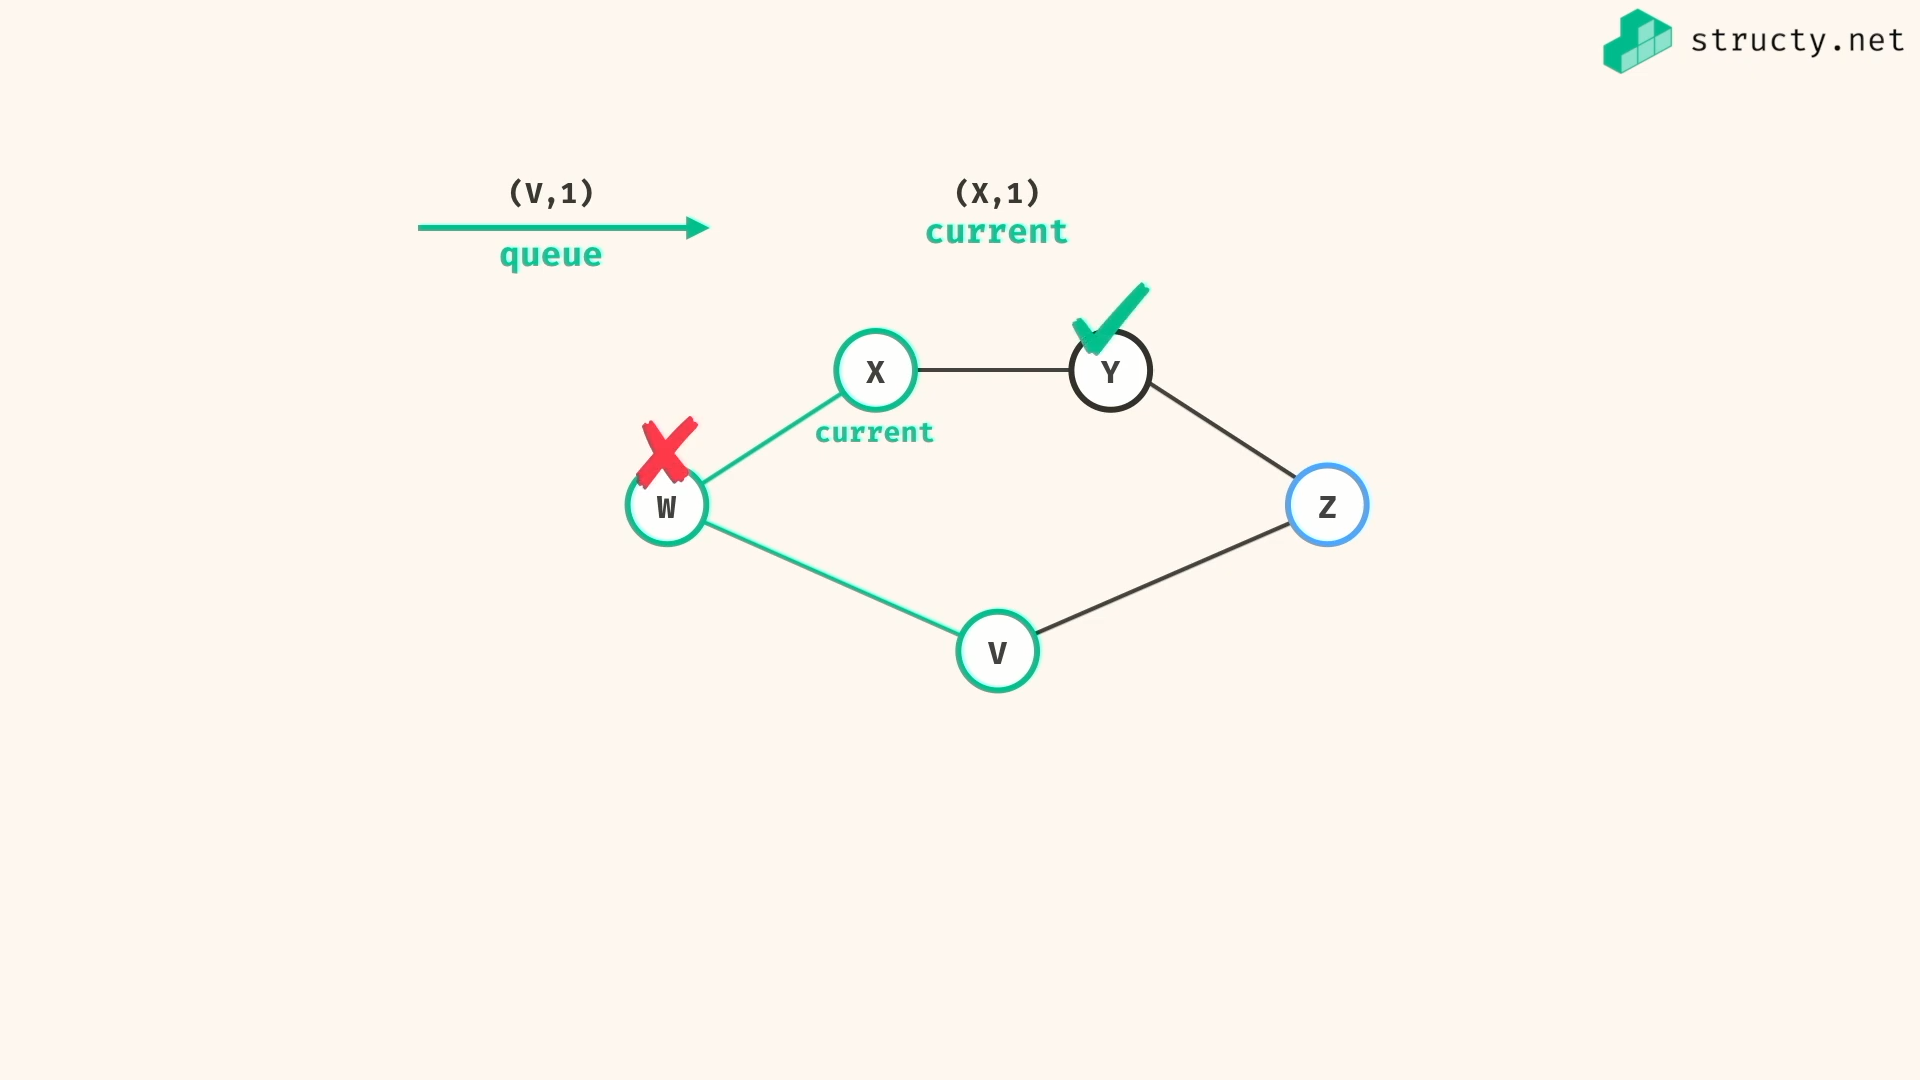 structy.net
(V,1)
queue
(X,1)
current
X
Y
current
W
Z
V